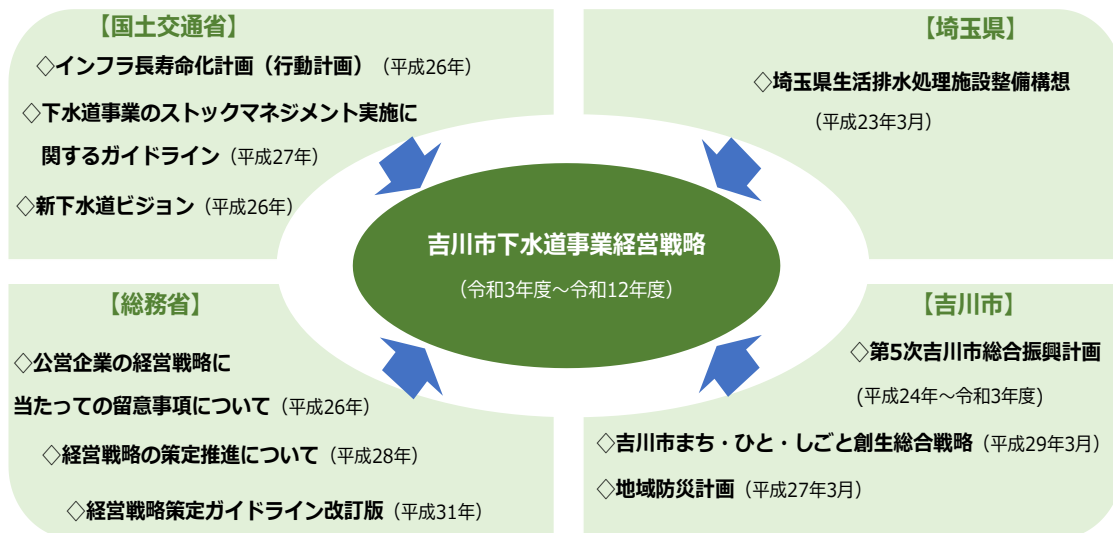 【国土交通省】
◇インフラ長寿命化計画（行動計画）（平成26年）
◇下水道事業のストックマネジメント実施に
関するガイドライン（平成27年）
◇新下水道ビジョン（平成26年）
【埼玉県】
◇埼玉県生活排水処理施設整備構想
（平成23年3月）
吉川市下水道事業経営戦略
（令和3年度～令和12年度）
【総務省】
◇公営企業の経営戦略に
当たっての留意事項について（平成26年）
◇経営戦略の策定推進について（平成28年）
◇経営戦略策定ガイドライン改訂版（平成31年）
【吉川市】
◇第5次吉川市総合振興計画
(平成24年～令和3年度)
◇吉川市まち・ひと・しごと創生総合戦略（平成29年3月）
◇地域防災計画（平成27年3月）